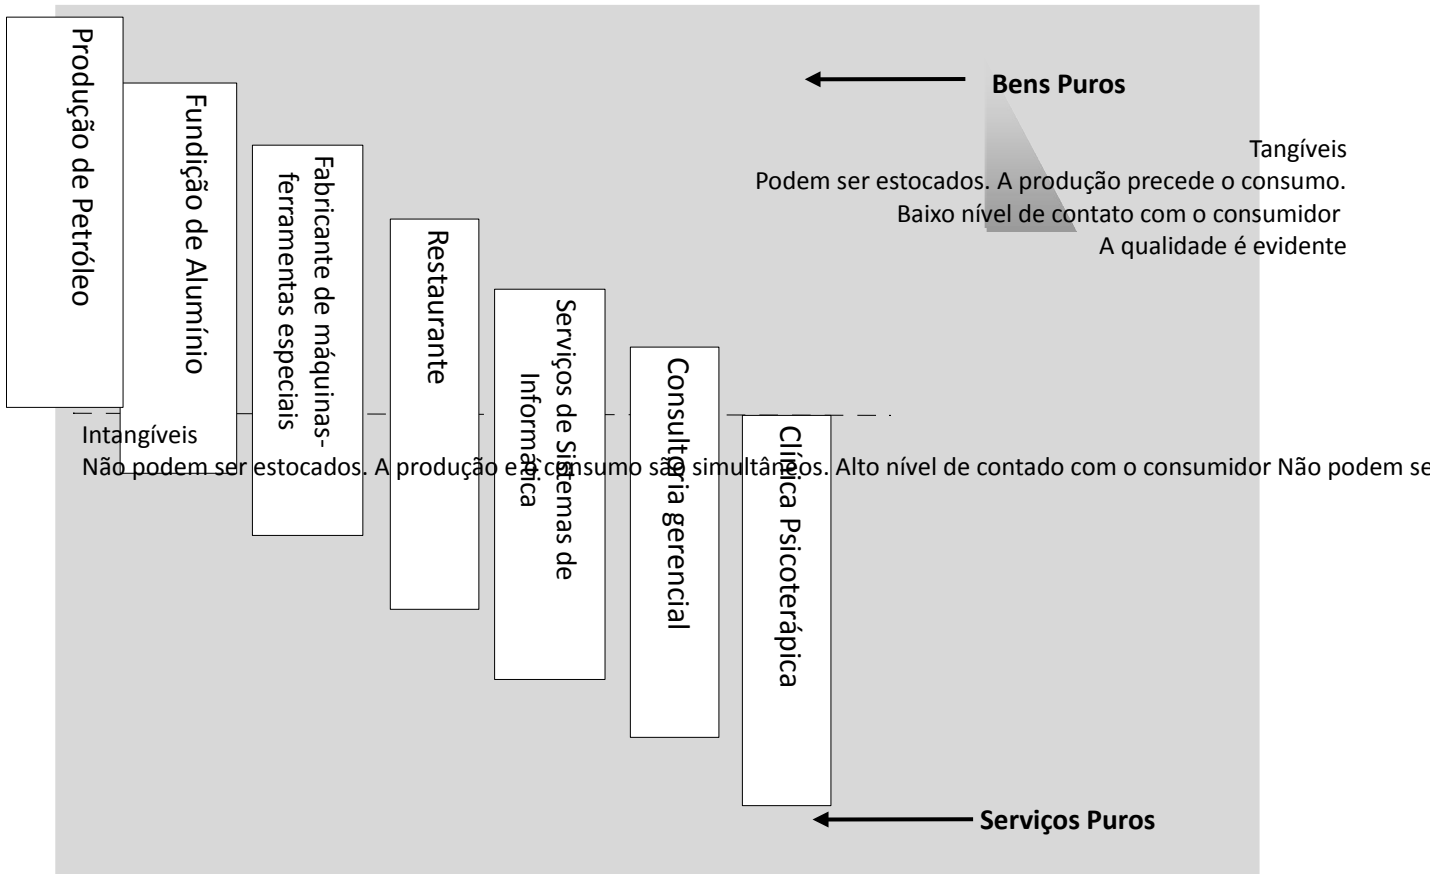 Produção de Petróleo
Fundição de Alumínio
Fabricante de máquinas-
ferramentas especiais
Restaurante
Serviços de Sistemas de
Informática
Consultoria gerencial
Clínica Psicoterápica
Bens Puros
Tangíveis
Podem ser estocados. A produção precede o consumo.
Baixo nível de contato com o consumidor
A qualidade é evidente
Intangíveis
Não podem ser estocados. A produção e o consumo são simultâneos. Alto nível de contado com o consumidor Não podem se
Serviços Puros